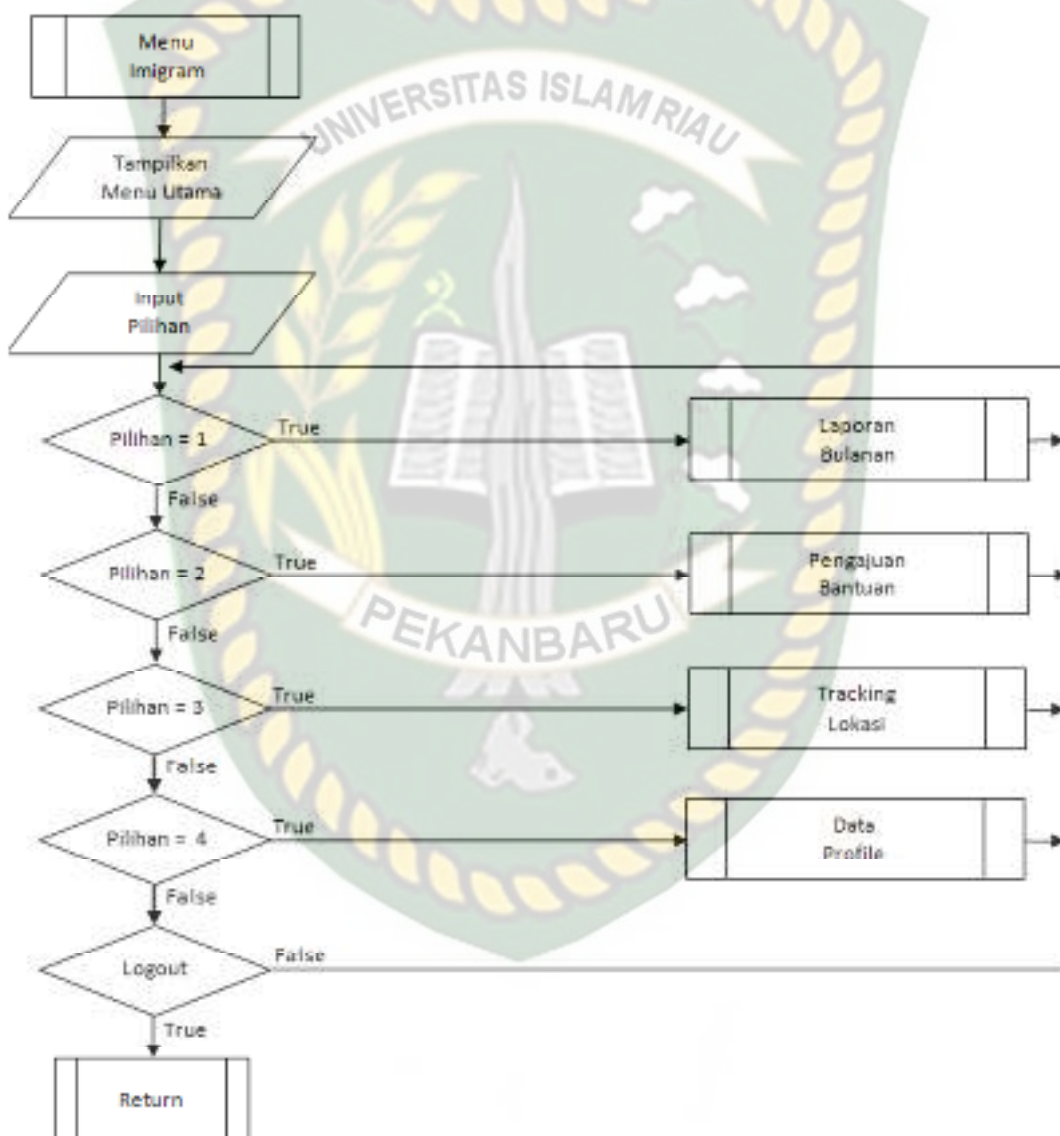 Menu
Imigram
UNIVERSITAS ISLAM RIAU
Tampilkan
Menu Utama
Input
Pilihan
Pilihan = 1
True
Laporan
Bulanan
False
Pilihan = 2
True
Pengajuan
Bantuan
False
PEKANBARU
Pilihan = 3
True
Tracking
Lokasi
False
Pilihan = 4
True
Data
Profile
False
Logout
False
True
Return